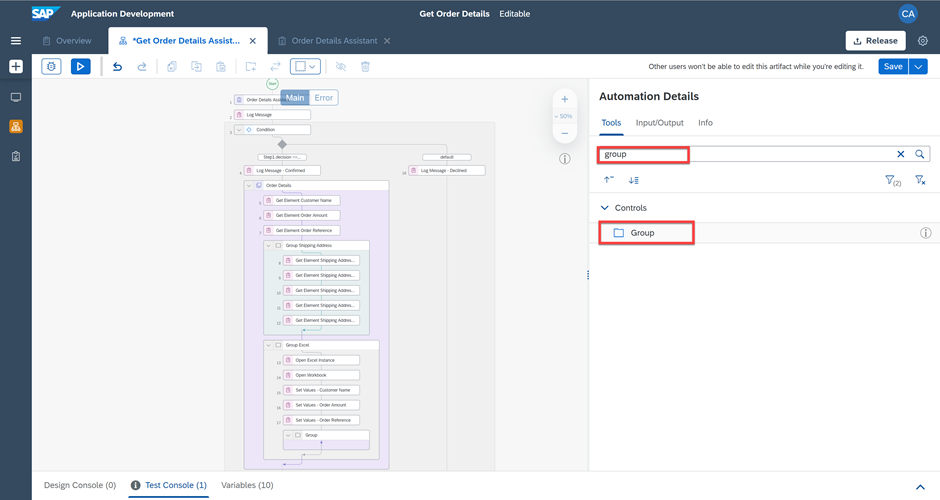 SAP Application Development
Get Order Details Editable
CA
Overview
*Get Order Details Assist...
Order Details Assistant
Release
Other users won't be able to edit this artifact while you're editing it.
Save
Start
Main Error
1 Order Details Ass
2 Log Message
3 Condition
Step1.decision ==...
default
4 Log Message - Confirmed
18 Log Message - Declined
Order Details
5 Get Element Customer Name
6 Get Element Order Amount
7 Get Element Order Reference
Group Shipping Address
8 Get Element Shipping Address...
9 Get Element Shipping Address...
10 Get Element Shipping Address...
11 Get Element Shipping Address...
12 Get Element Shipping Address...
Group Excel
13 Open Excel Instance
14 Open Workbook
15 Set Values - Customer Name
16 Set Values - Order Amount
17 Set Values - Order Reference
Group
50%
Automation Details
Tools Input/Output Info
group
(2)
Controls
Group
Design Console (0)
Test Console (1)
Variables (10)